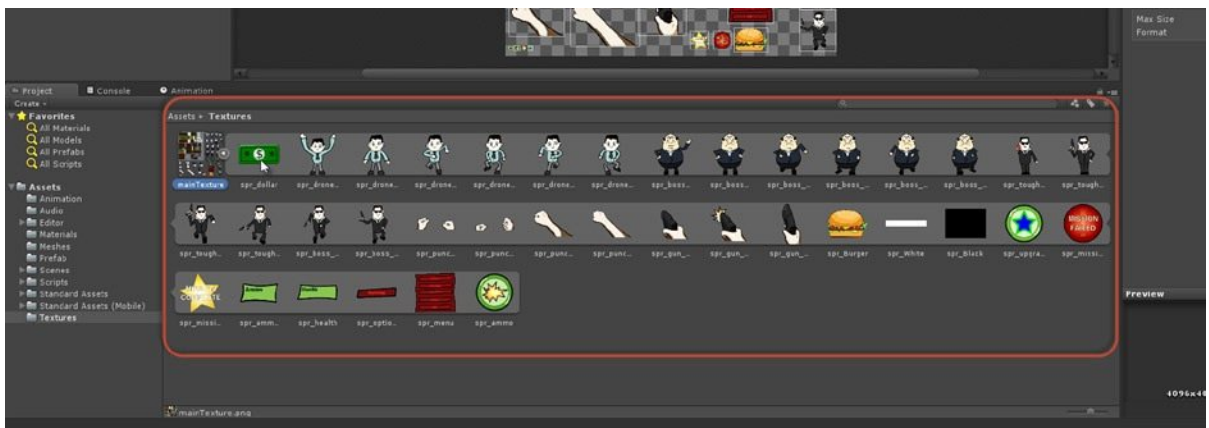 Max Size
Format
Project
Console
Animation
Create
Favorites
All Materials
All Models
All Prefabs
All Scripts
Assets
Animation
Audio
Editor
Materials
Meshes
Prefab
Scenes
Scripts
Standard Assets
Standard Assets (Mobile)
Textures
Assets ▸ Textures
mainTexture spr_dollar spr_drone... spr_drone... spr_drone... spr_drone... spr_drone... spr_drone... spr_boss_... spr_boss_... spr_boss_... spr_boss_... spr_boss_... spr_boss_... spr_tough... spr_tough...
MISSION
FAILED
spr_tough... spr_tough... spr_boss_... spr_boss_... spr_punc... spr_punc... spr_punc... spr_punc... spr_gun_... spr_gun_... spr_gun_... spr_Burger spr_White spr_Black spr_upgra... spr_missi...
spr_missi... spr_amm... spr_health spr_optio... spr_menu spr_ammo
Preview
mainTexture.png